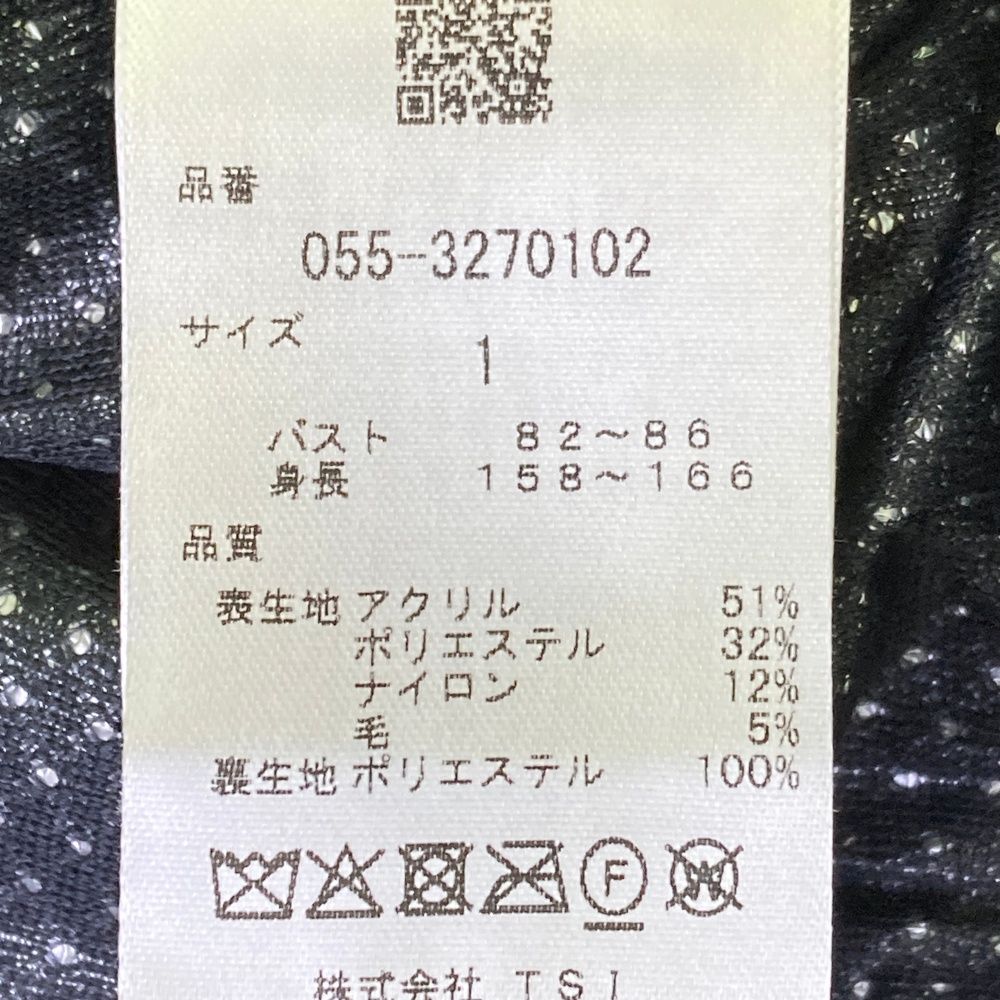 品番
055-3270102
サイズ
1
バスト 82～86
身長 158～166
品質
表生地 アクリル 51%
ポリエステル 32%
ナイロン 12%
毛 5%
裏生地 ポリエステル 100%
F W
株式会社 TSI